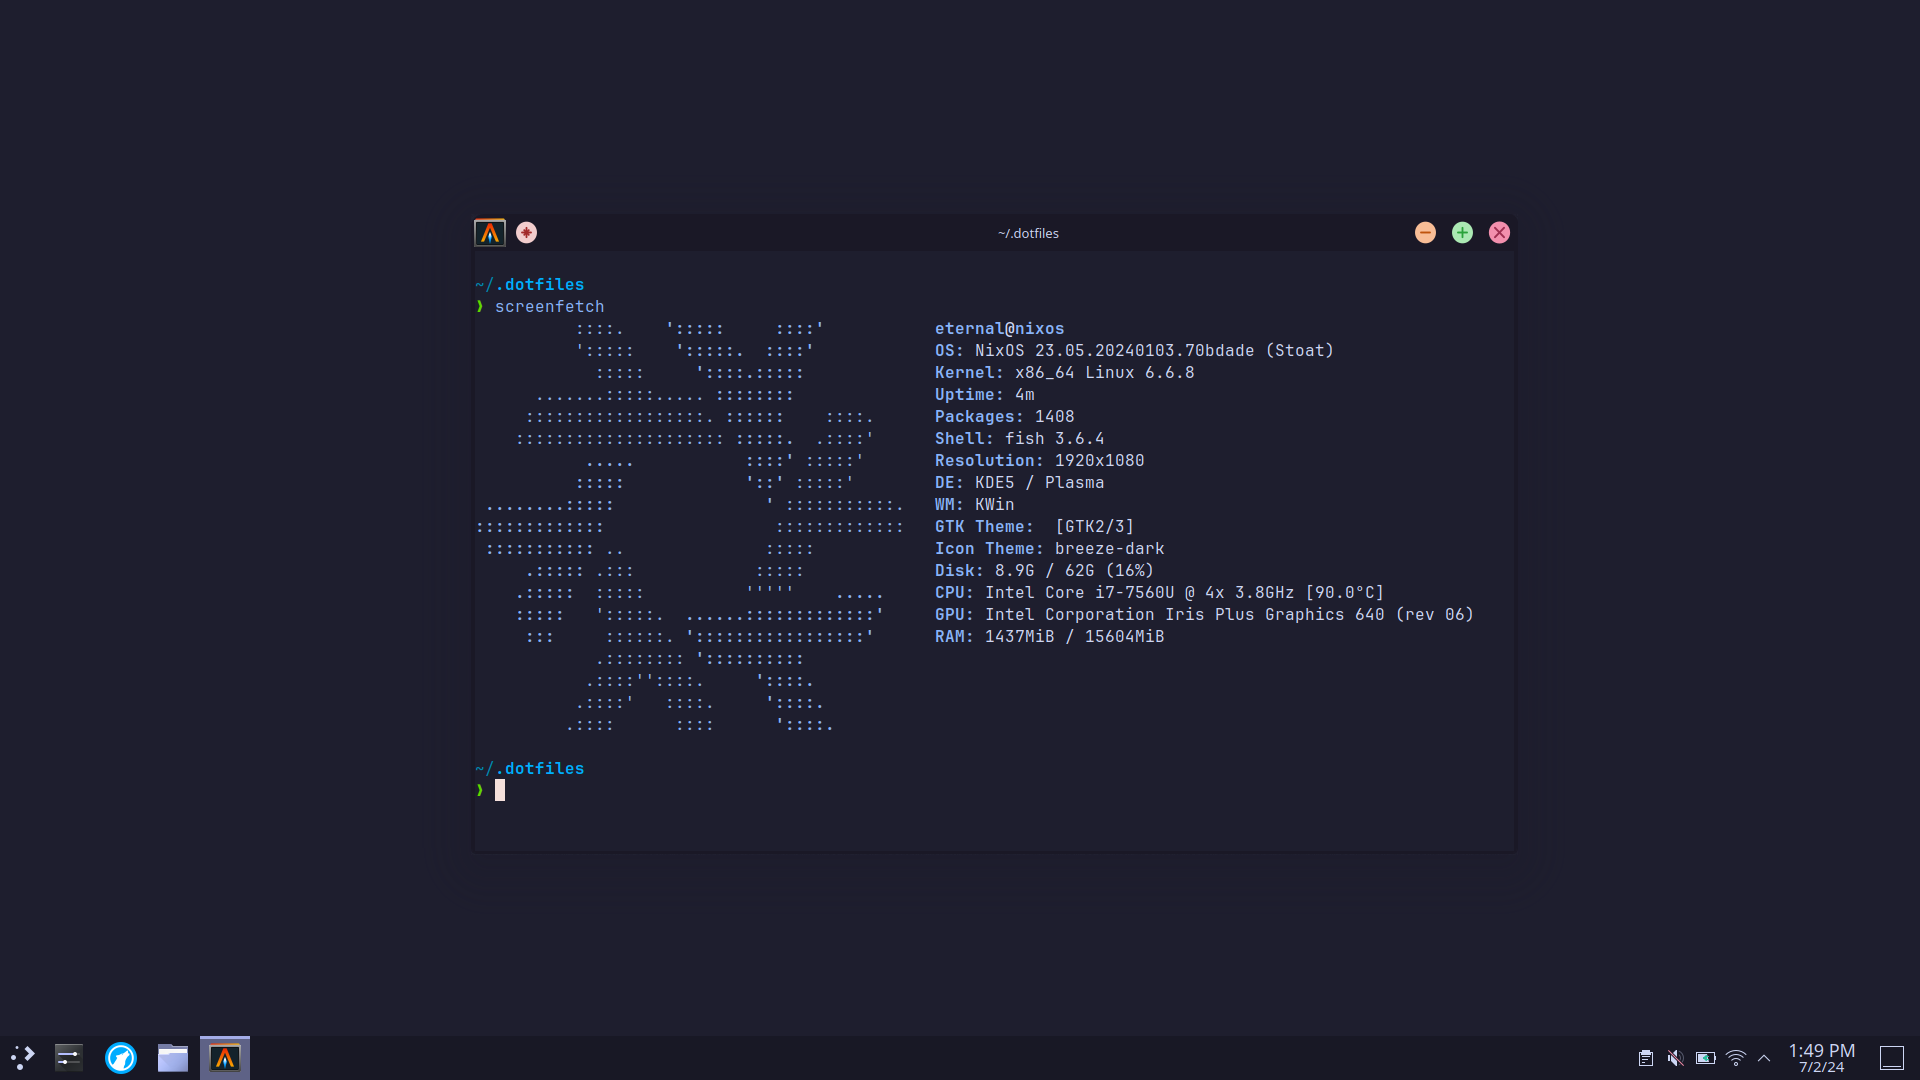 ~/.dotfiles
~/.dotfiles
❱ screenfetch
eternal@nixos
OS: NixOS 23.05.20240103.70bdade (Stoat)
Kernel: x86_64 Linux 6.6.8
Uptime: 4m
Packages: 1408
Shell: fish 3.6.4
Resolution: 1920x1080
DE: KDE5 / Plasma
WM: KWin
GTK Theme:  [GTK2/3]
Icon Theme: breeze-dark
Disk: 8.9G / 62G (16%)
CPU: Intel Core i7-7560U @ 4x 3.8GHz [90.0°C]
GPU: Intel Corporation Iris Plus Graphics 640 (rev 06)
RAM: 1437MiB / 15604MiB
~/.dotfiles
❱
1:49 PM
7/2/24